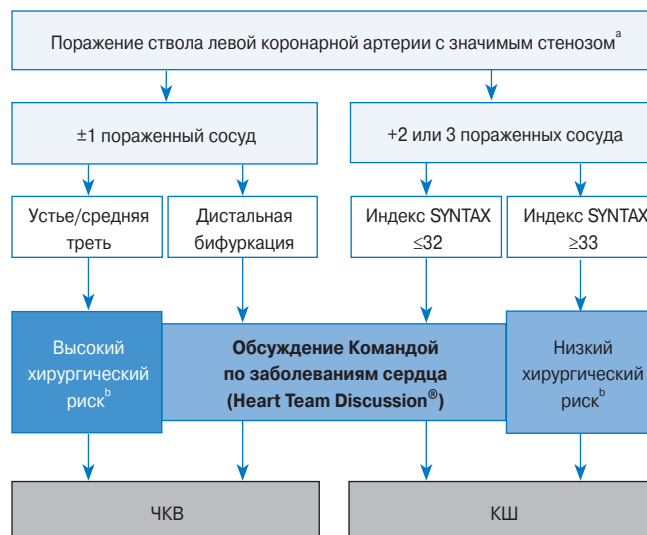 Поражение ствола левой коронарной артерии с значимым стенозом^a
±1 пораженный сосуд
+2 или 3 пораженных сосуда
Устье/средняя
треть
Дистальная
бифуркация
Индекс SYNTAX
≤32
Индекс SYNTAX
≥33
Высокий
хирургический
риск^b
Обсуждение Командой
по заболеваниям сердца
(Heart Team Discussion®)
Низкий
хирургический
риск^b
ЧКВ
КШ